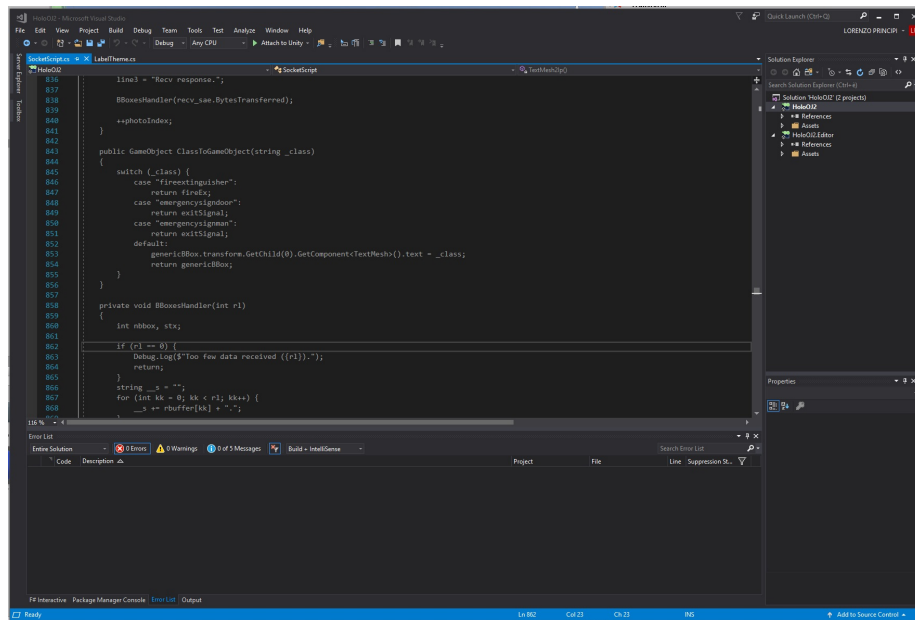 HoloOJ2 - Microsoft Visual Studio
Quick Launch (Ctrl+Q)
File Edit View Project Build Debug Team Tools Test Analyze Window Help
LORENZO PRINCIPI
Debug Any CPU Attach to Unity
SocketScript.cs LabelTheme.cs
Solution Explorer
HoloOJ2 SocketScript TextMesh2Ip()
Server Explorer
Toolbox
Search Solution Explorer (Ctrl+è)
Solution 'HoloOJ2' (2 projects)
HoloOJ2
References
Assets
HoloOJ2.Editor
References
Assets
836 line3 = "Recv response.";
837
838 BBoxesHandler(recv_sae.BytesTransferred);
839
840 ++photoIndex;
841 }
842
843 public GameObject ClassToGameObject(string _class)
844 {
845 switch (_class) {
846 case "fireextinguisher":
847 return fireEx;
848 case "emergencysigndoor":
849 return exitSignal;
850 case "emergencysignman":
851 return exitSignal;
852 default:
853 genericBBox.transform.GetChild(0).GetComponent<TextMesh>().text = _class;
854 return genericBBox;
855 }
856 }
857
858 private void BBoxesHandler(int rl)
859 {
860 int nbbox, stx;
861
862 if (rl == 0) {
863 Debug.Log($"Too few data received ({rl}).");
864 return;
865 }
866 string __s = "";
867 for (int kk = 0; kk < rl; kk++) {
868 __s += rbuffer[kk] + ".";
Properties
116 %
Error List
Entire Solution 0 Errors 0 Warnings 0 of 5 Messages Build + IntelliSense Search Error List
Code Description Project File Line Suppression St...
F# Interactive Package Manager Console Error List Output
Ready Ln 862 Col 23 Ch 23 INS Add to Source Control